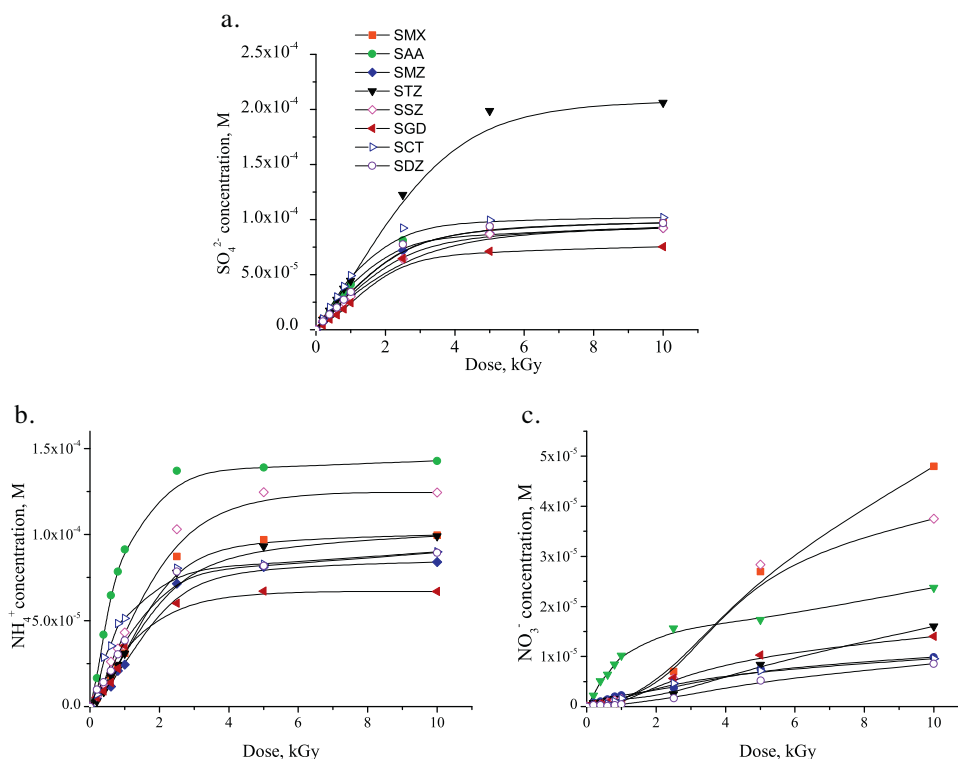 a.
SMX
SAA
SMZ
STZ
SSZ
SGD
SCT
SDZ
2.5x10⁻⁴
2.0x10⁻⁴
1.5x10⁻⁴
1.0x10⁻⁴
5.0x10⁻⁵
0.0
SO₄²⁻ concentration, M
0 2 4 6 8 10
Dose, kGy
b.
1.5x10⁻⁴
1.0x10⁻⁴
5.0x10⁻⁵
0.0
NH₄⁺ concentration, M
0 2 4 6 8 10
Dose, kGy
c.
5x10⁻⁵
4x10⁻⁵
3x10⁻⁵
2x10⁻⁵
1x10⁻⁵
0
NO₃⁻ concentration, M
0 2 4 6 8 10
Dose, kGy